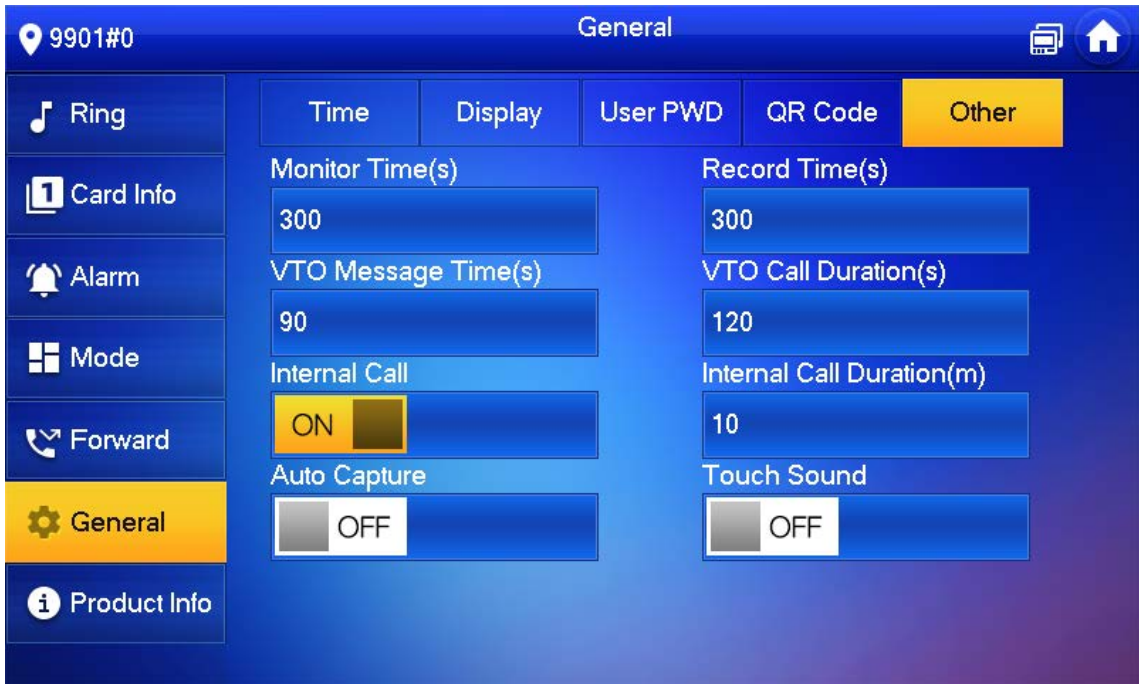 9901#0
General
Ring
Card Info
Alarm
Mode
Forward
General
Product Info
Time Display User PWD QR Code Other
Monitor Time(s) Record Time(s)
300 300
VTO Message Time(s) VTO Call Duration(s)
90 120
Internal Call Internal Call Duration(m)
ON 10
Auto Capture Touch Sound
OFF OFF